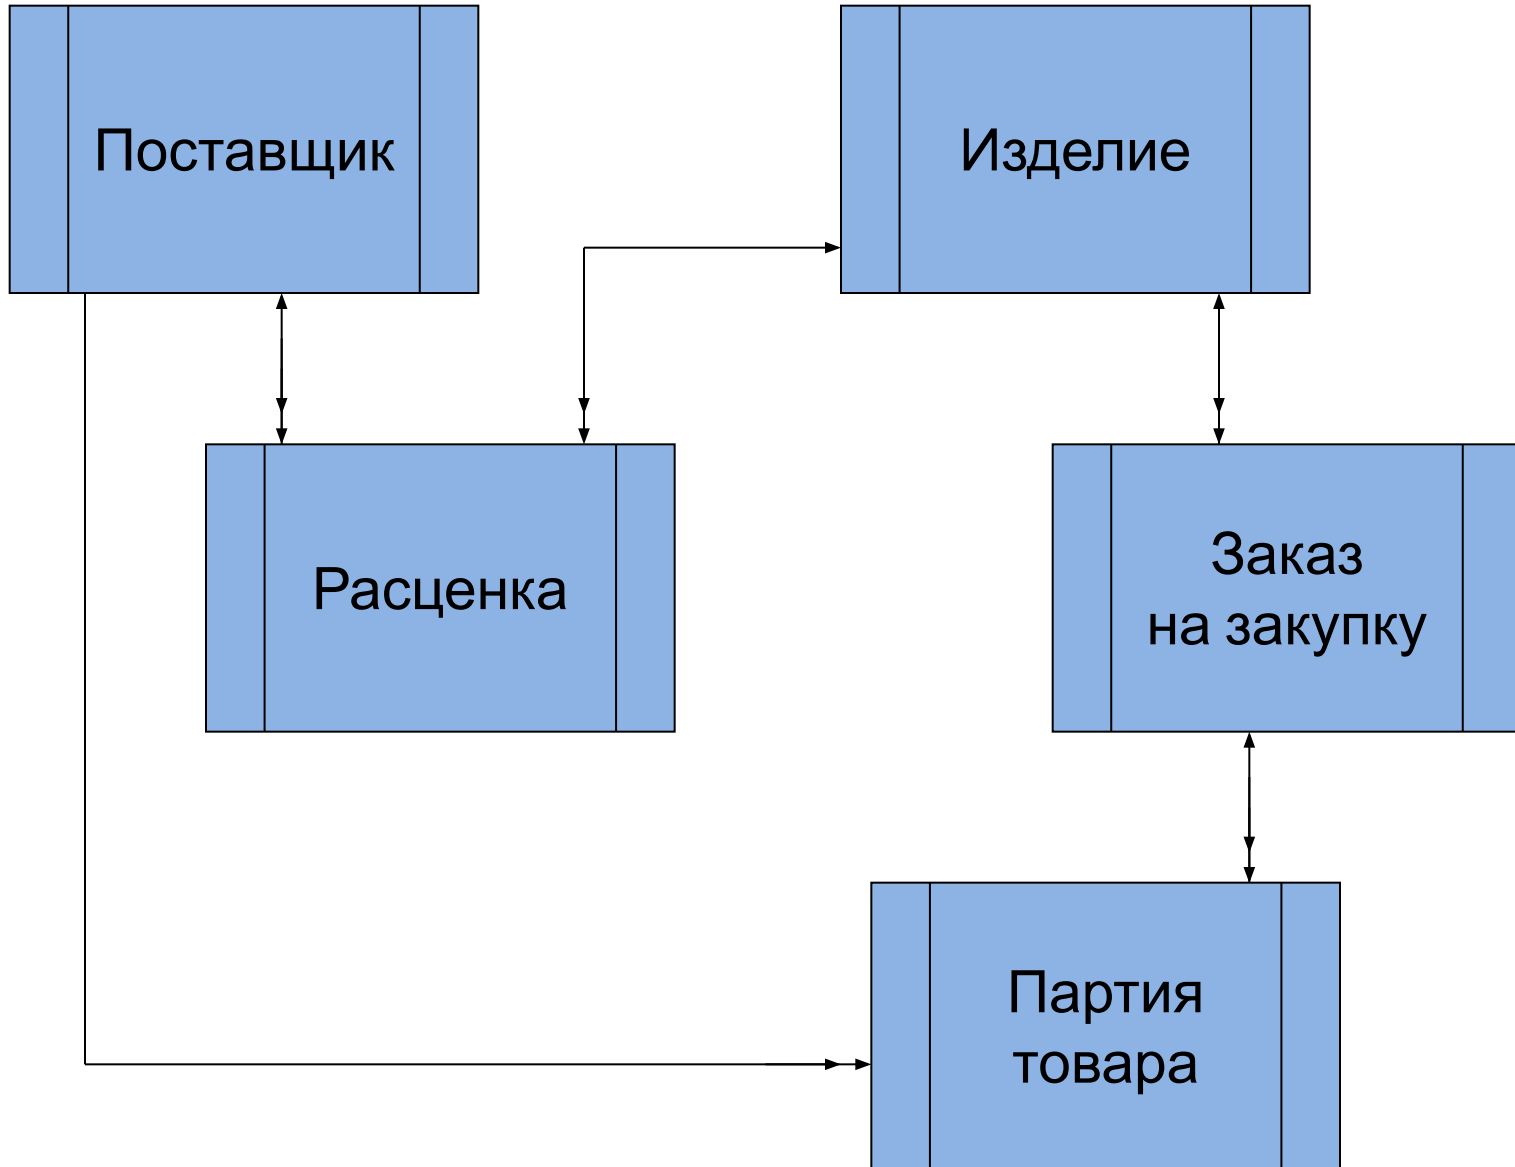 Поставщик
Изделие
Расценка
Заказ
на закупку
Партия
товара